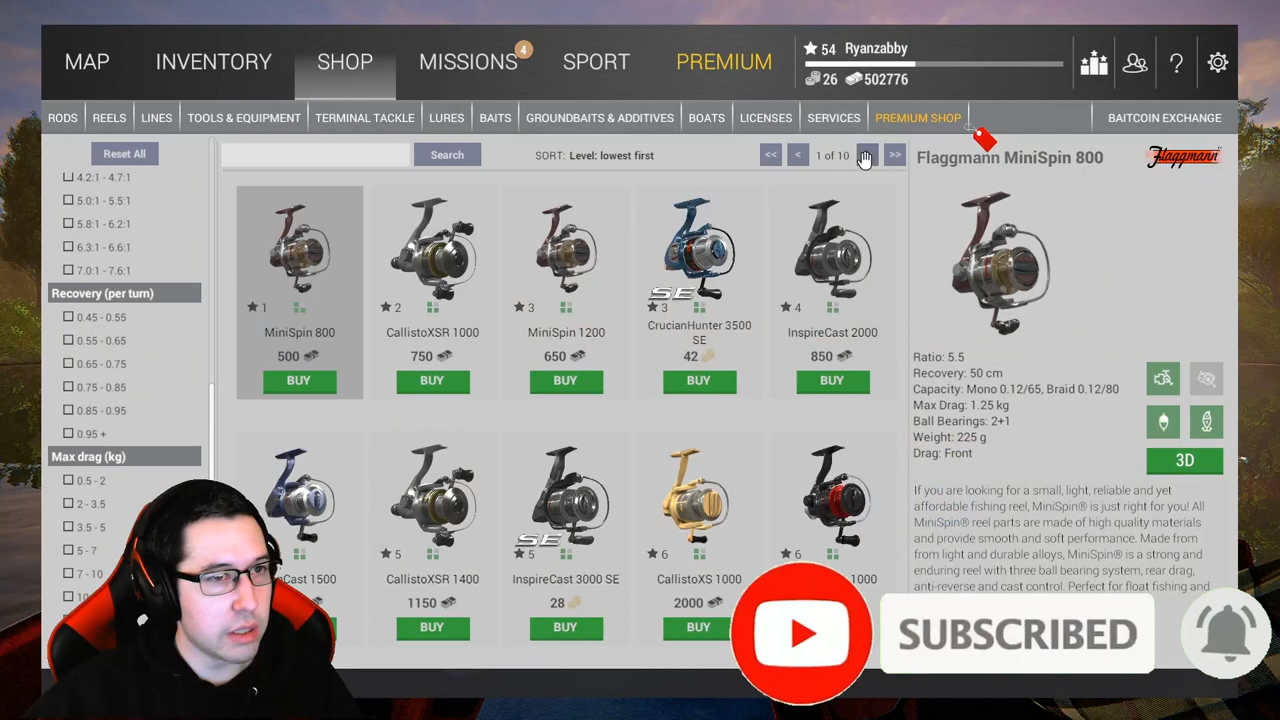 MAP INVENTORY SHOP MISSIONS 4 SPORT PREMIUM
54 Ryanzabby
26 502776
?
RODS REELS LINES TOOLS & EQUIPMENT TERMINAL TACKLE LURES BAITS GROUNDBAITS & ADDITIVES BOATS LICENSES SERVICES PREMIUM SHOP BAITCOIN EXCHANGE
Reset All
4.2:1 - 4.7:1
5.0:1 - 5.5:1
5.8:1 - 6.2:1
6.3:1 - 6.6:1
7.0:1 - 7.6:1
Recovery (per turn)
0.45 - 0.55
0.55 - 0.65
0.65 - 0.75
0.75 - 0.85
0.85 - 0.95
0.95 +
Max drag (kg)
0.5 - 2
2 - 3.5
3.5 - 5
5 - 7
7 - 10
Search
SORT: Level: lowest first
<< < 1 of 10 >>
1
MiniSpin 800
500
BUY
2
CallistoXSR 1000
750
BUY
3
MiniSpin 1200
650
BUY
SE
3
CrucianHunter 3500
SE
42
BUY
4
InspireCast 2000
850
BUY
Cast 1500
5
CallistoXSR 1400
1150
BUY
SE
5
InspireCast 3000 SE
28
BUY
6
CallistoXS 1000
2000
BUY
6
1000
Flaggmann MiniSpin 800
Flaggmann
Ratio: 5.5
Recovery: 50 cm
Capacity: Mono 0.12/65, Braid 0.12/80
Max Drag: 1.25 kg
Ball Bearings: 2+1
Weight: 225 g
Drag: Front
3D
If you are looking for a small, light, reliable and yet
affordable fishing reel, MiniSpin® is just right for you! All
MiniSpin® reel parts are made of high quality materials
and provide smooth and soft performance. Made from
from light and durable alloys, MiniSpin® is a strong and
enduring reel with three ball bearing system, rear drag,
anti-reverse and cast control. Perfect for float fishing and
SUBSCRIBED